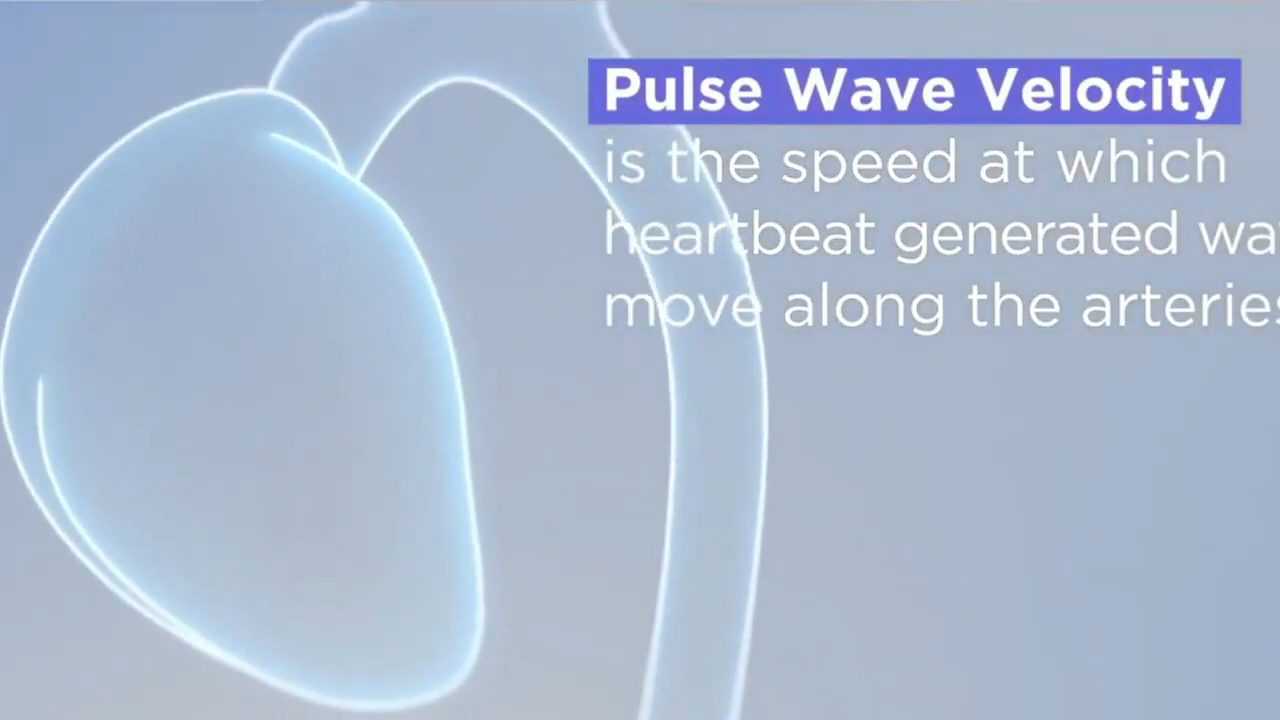 Pulse Wave Velocity
is the speed at which
heartbeat generated
move along the arteries